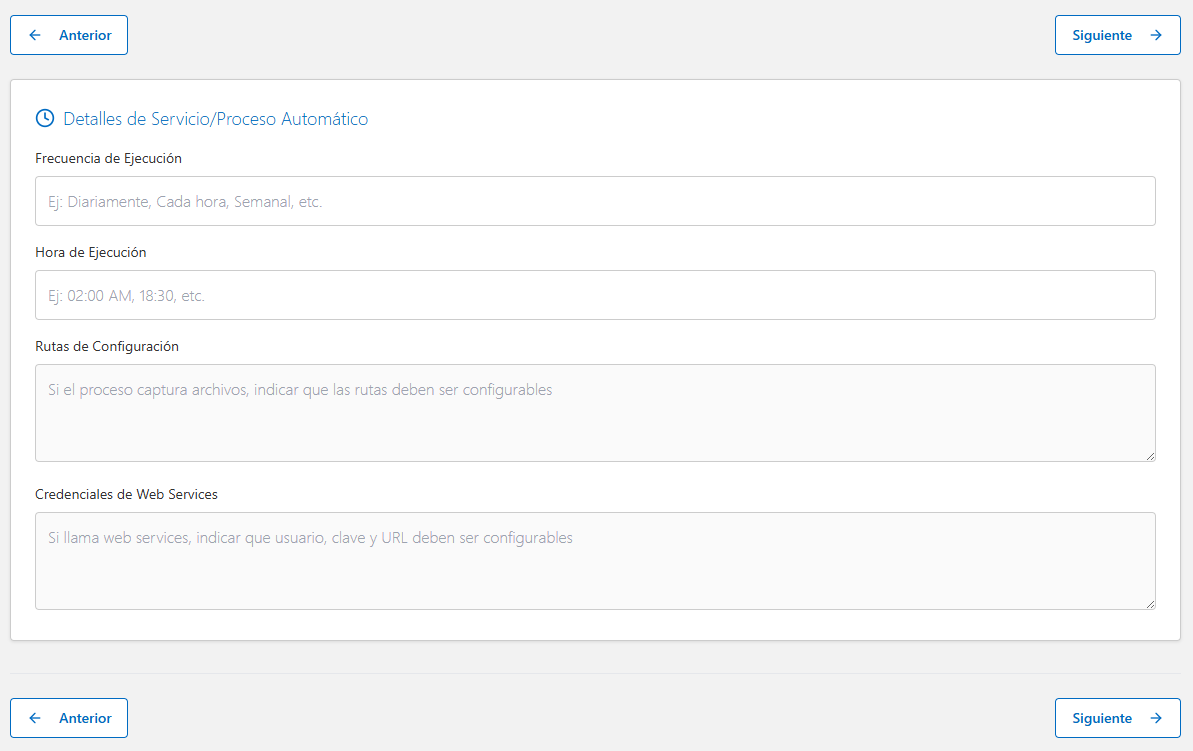 Anterior
Siguiente
Detalles de Servicio/Proceso Automático
Frecuencia de Ejecución
Ej: Diariamente, Cada hora, Semanal, etc.
Hora de Ejecución
Ej: 02:00 AM, 18:30, etc.
Rutas de Configuración
Si el proceso captura archivos, indicar que las rutas deben ser configurables
Credenciales de Web Services
Si llama web services, indicar que usuario, clave y URL deben ser configurables
Anterior
Siguiente